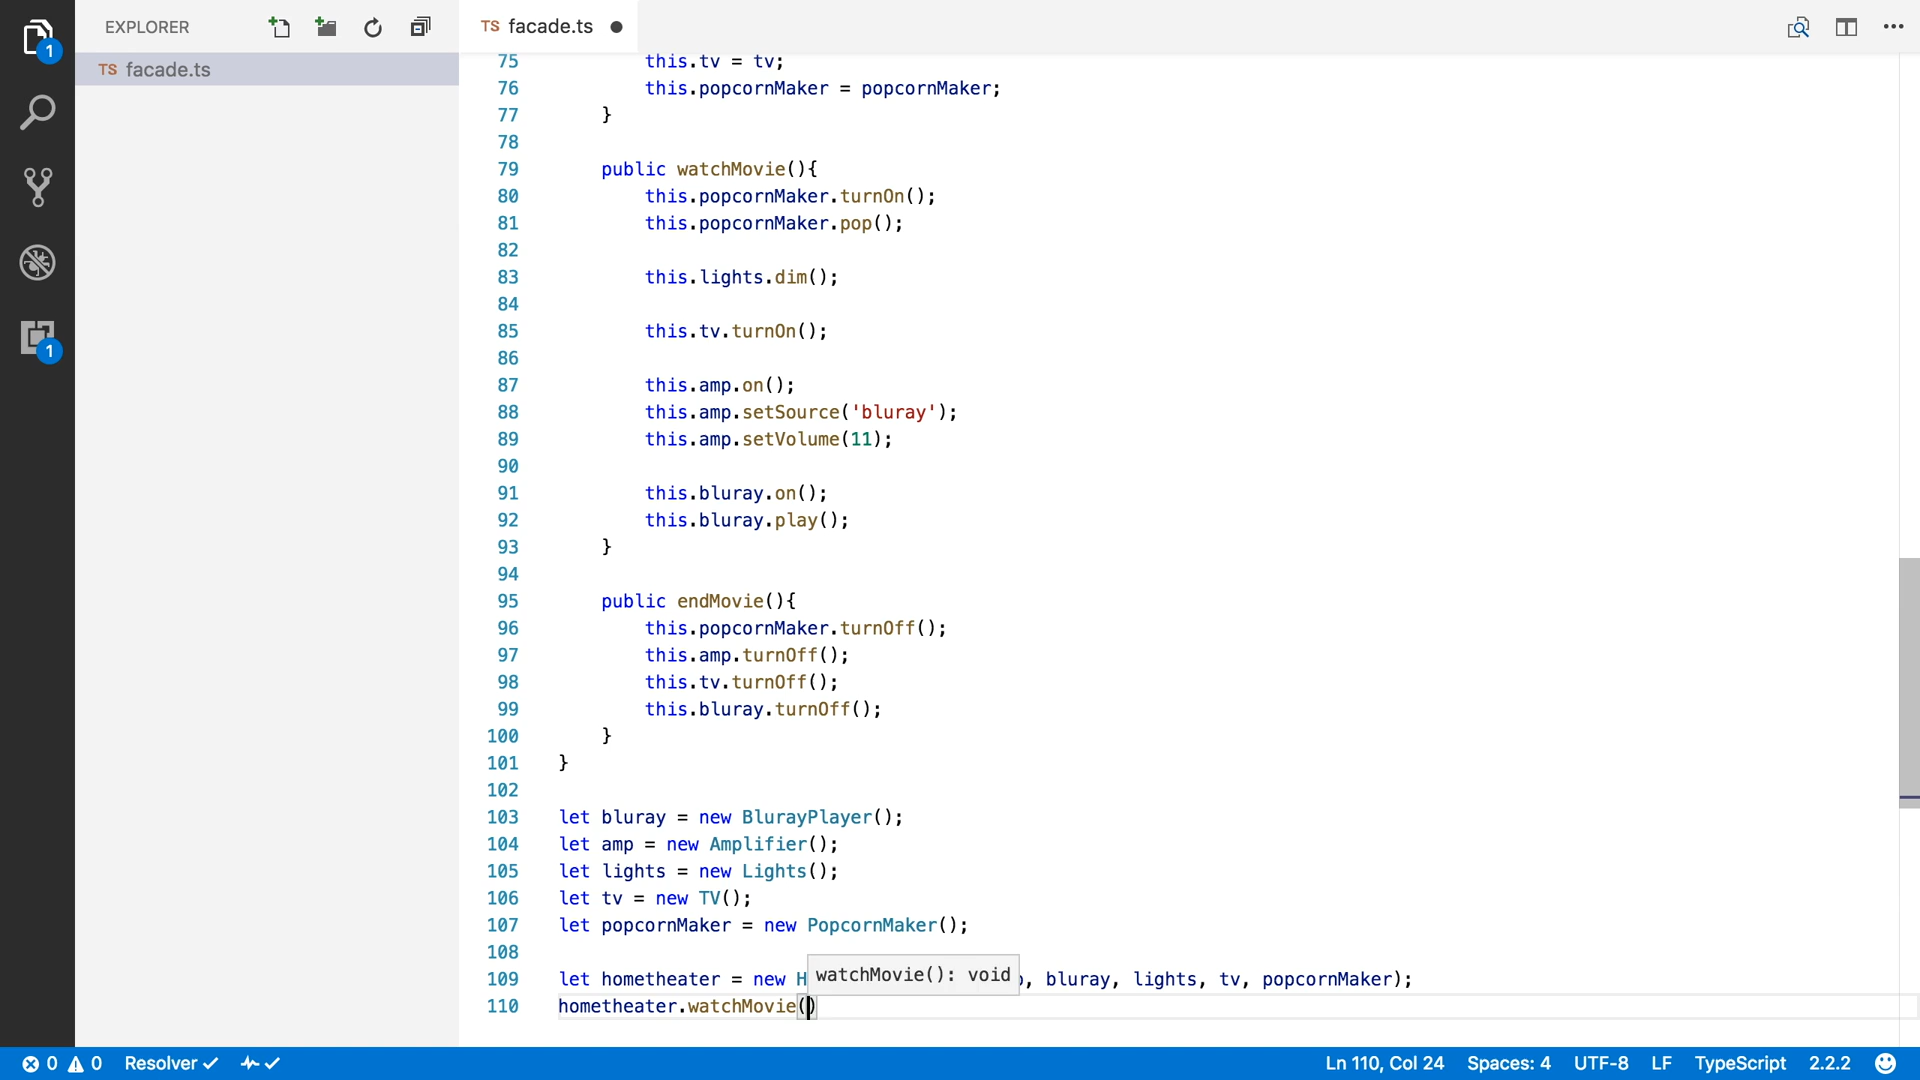 EXPLORER
TS facade.ts
TS facade.ts
1
1
75 this.tv = tv;
76 this.popcornMaker = popcornMaker;
77 }
78
79 public watchMovie(){
80 this.popcornMaker.turnOn();
81 this.popcornMaker.pop();
82
83 this.lights.dim();
84
85 this.tv.turnOn();
86
87 this.amp.on();
88 this.amp.setSource('bluray');
89 this.amp.setVolume(11);
90
91 this.bluray.on();
92 this.bluray.play();
93 }
94
95 public endMovie(){
96 this.popcornMaker.turnOff();
97 this.amp.turnOff();
98 this.tv.turnOff();
99 this.bluray.turnOff();
100 }
101 }
102
103 let bluray = new BlurayPlayer();
104 let amp = new Amplifier();
105 let lights = new Lights();
106 let tv = new TV();
107 let popcornMaker = new PopcornMaker();
108
watchMovie(): void
109 let hometheater = new , bluray, lights, tv, popcornMaker);
110 hometheater.watchMovie()
0 0 Resolver Ln 110, Col 24 Spaces: 4 UTF-8 LF TypeScript 2.2.2